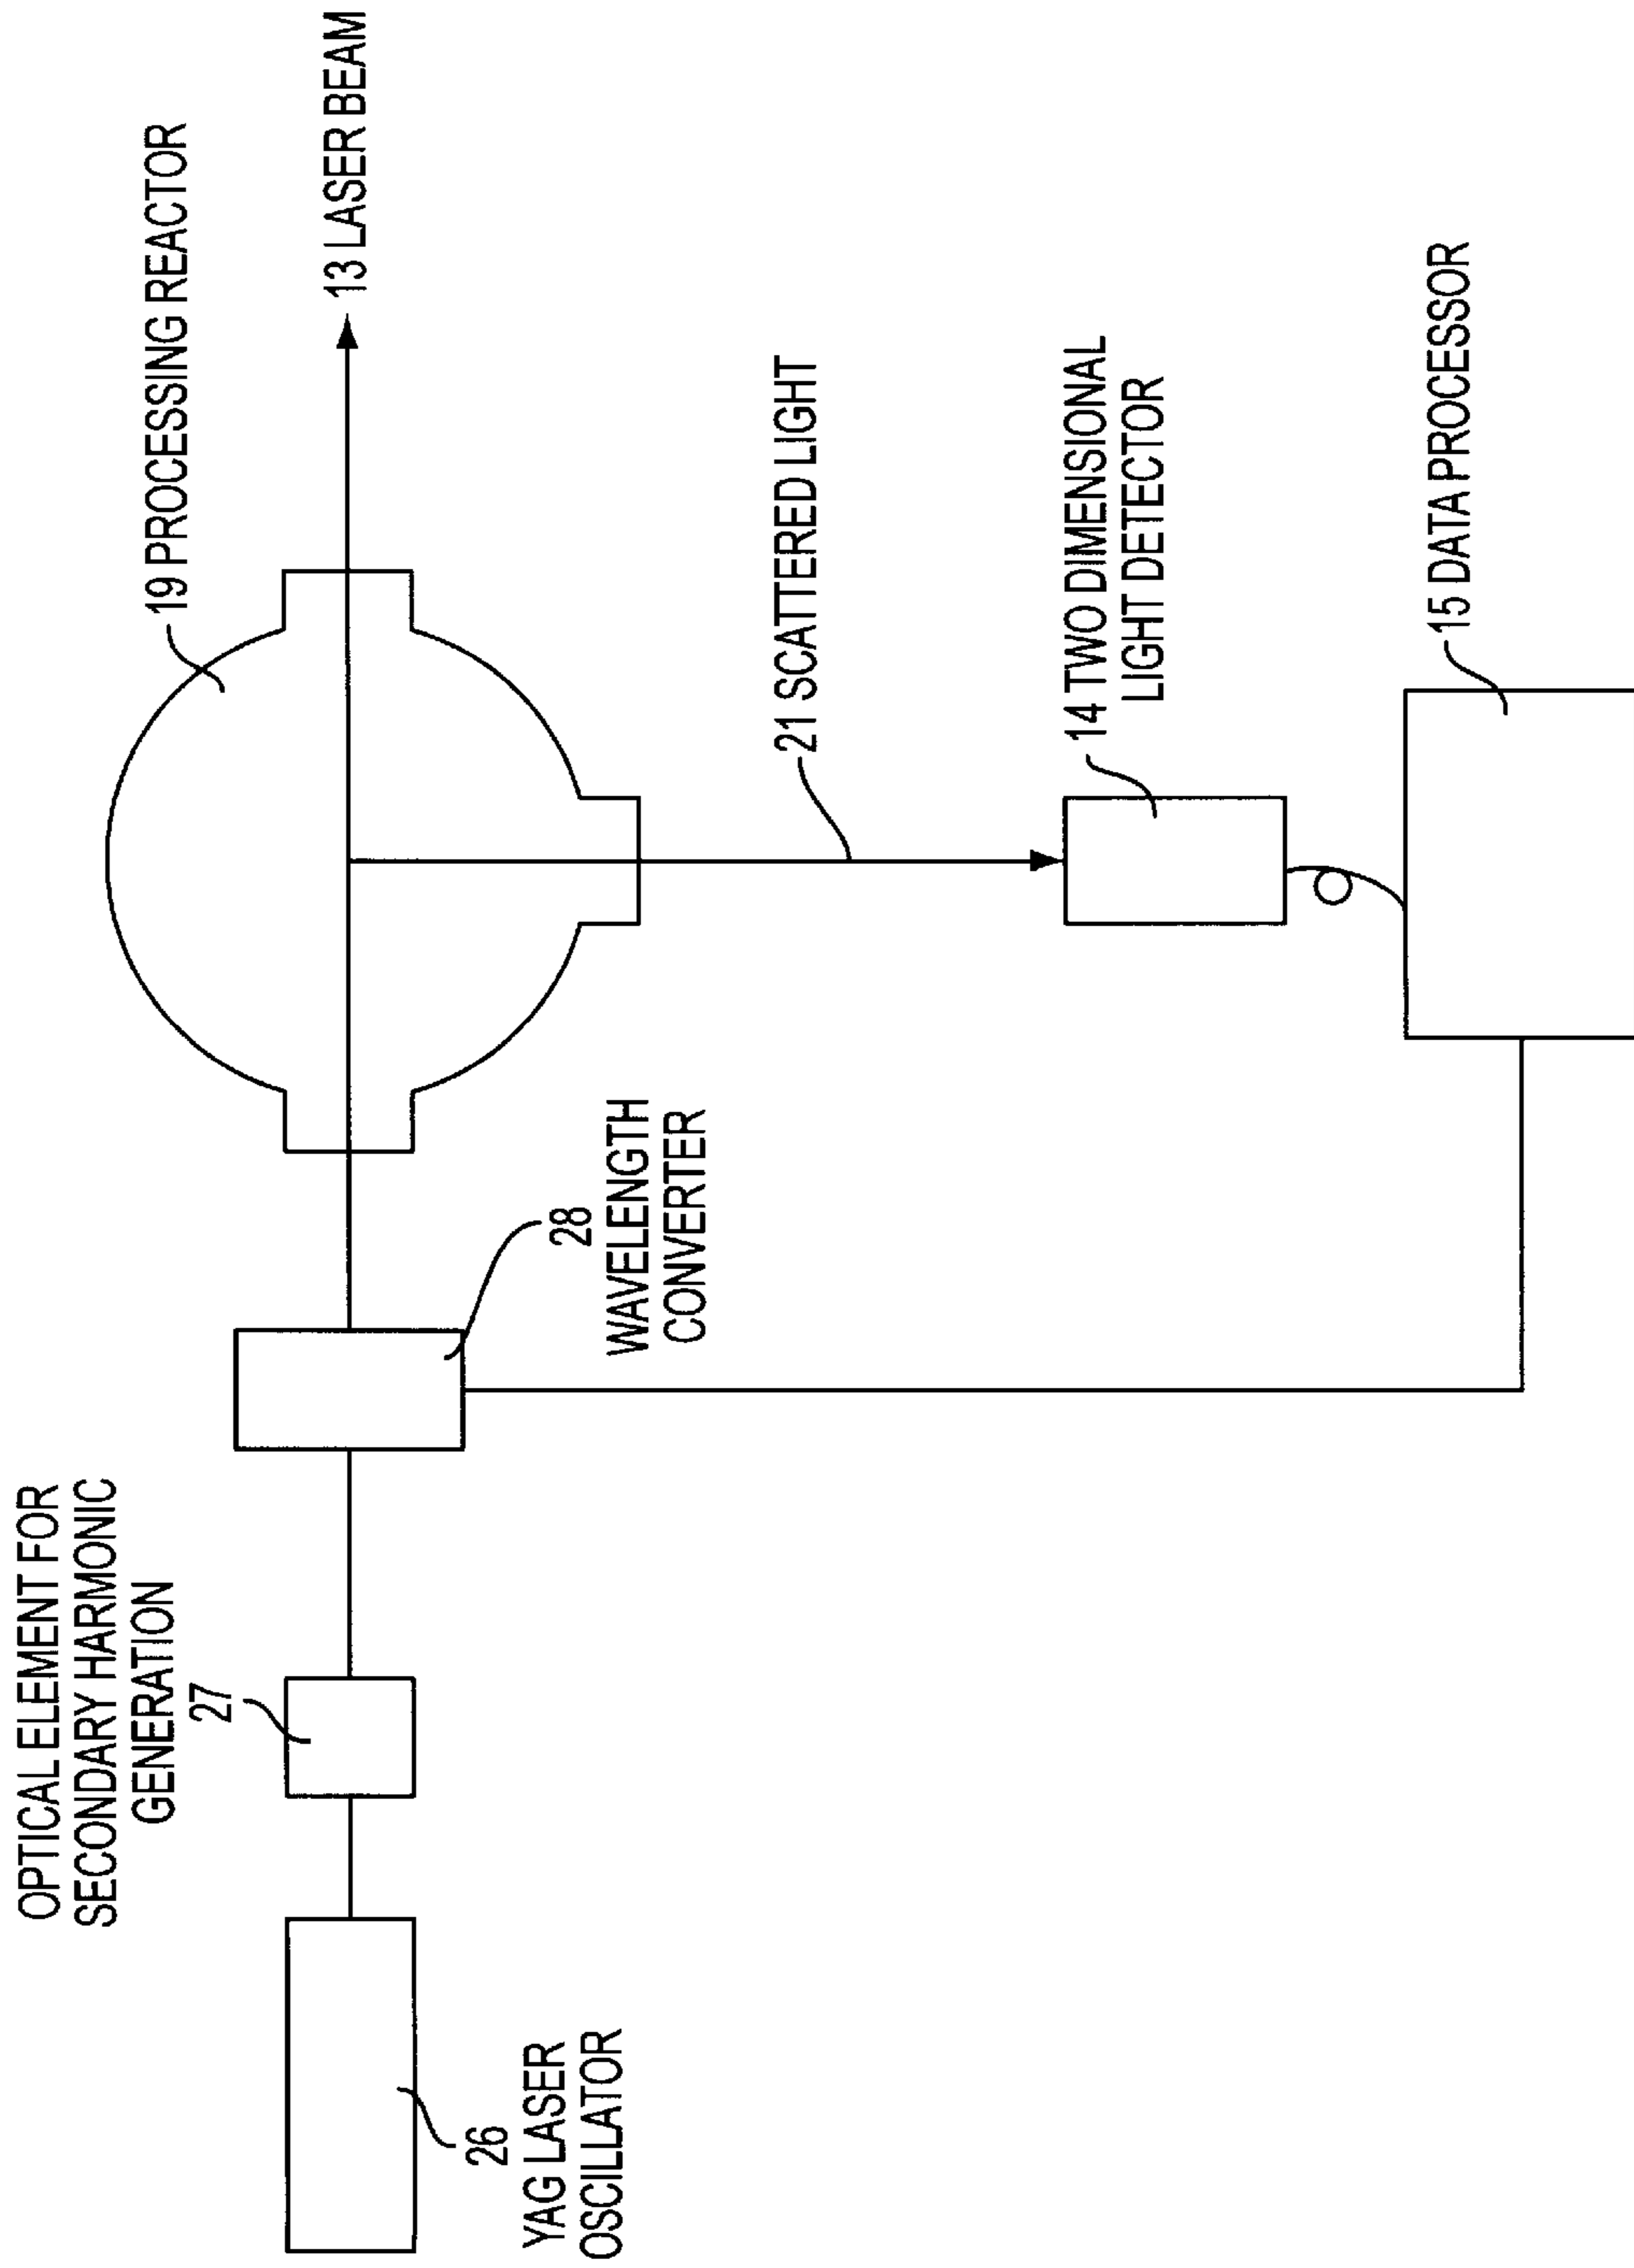 OPTICAL ELEMENT FOR
SECONDARY HARMONIC
GENERATION
27
19 PROCESSING REACTOR
13 LASER BEAM
26
YAG LASER
OSCILLATOR
28
WAVELENGTH
CONVERTER
21 SCATTERED LIGHT
14 TWO DIMENSIONAL
LIGHT DETECTOR
15 DATA PROCESSOR